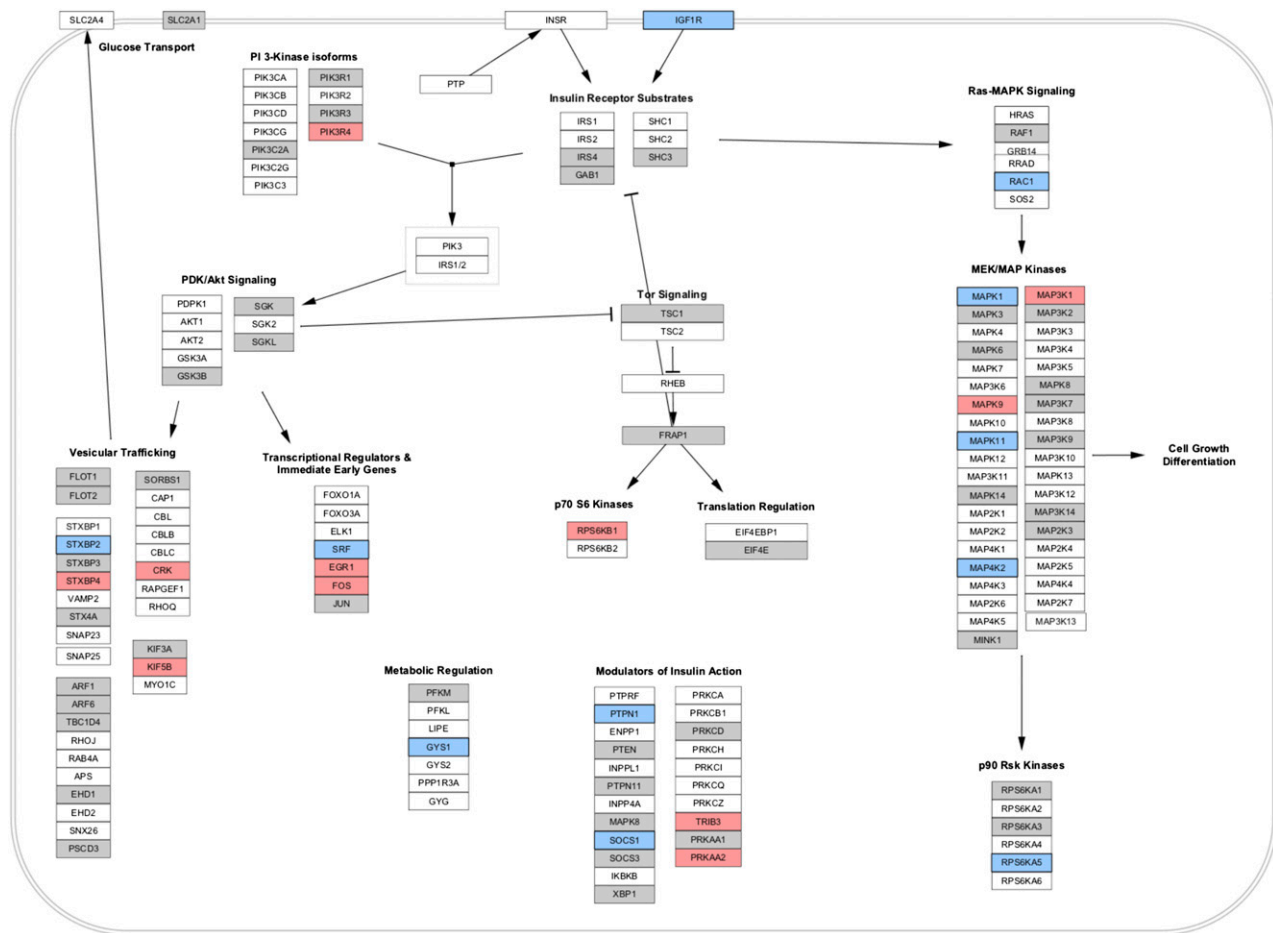 SLC2A4
SLC2A1
INSR
IGF1R
Glucose Transport
PI 3-Kinase isoforms
PIK3CA
PIK3CB
PIK3CD
PIK3CG
PIK3C2A
PIK3C2G
PIK3C3
PIK3R1
PIK3R2
PIK3R3
PIK3R4
PTP
Insulin Receptor Substrates
IRS1
IRS2
IRS4
GAB1
SHC1
SHC2
SHC3
Ras-MAPK Signaling
HRAS
RAF1
GRB14
RRAD
RAC1
SOS2
PIK3
IRS1/2
PDK/Akt Signaling
PDPK1
AKT1
AKT2
GSK3A
GSK3B
SGK
SGK2
SGKL
Tor Signaling
TSC1
TSC2
RHEB
FRAP1
MEK/MAP Kinases
MAPK1
MAPK3
MAPK4
MAPK6
MAPK7
MAP3K6
MAPK9
MAPK10
MAPK11
MAPK12
MAP3K11
MAPK14
MAP2K1
MAP2K2
MAP4K1
MAP4K2
MAP4K3
MAP2K6
MAP4K5
MINK1
MAP3K1
MAP3K2
MAP3K3
MAP3K4
MAP3K5
MAPK8
MAP3K7
MAP3K8
MAP3K9
MAP3K10
MAPK13
MAP3K12
MAP3K14
MAP2K3
MAP2K4
MAP2K5
MAP4K4
MAP2K7
MAP3K13
Cell Growth
Differentiation
Vesicular Trafficking
FLOT1
FLOT2
STXBP1
STXBP2
STXBP3
STXBP4
VAMP2
STX4A
SNAP23
SNAP25
ARF1
ARF6
TBC1D4
RHOJ
RAB4A
APS
EHD1
EHD2
SNX26
PSCD3
SORBS1
CAP1
CBL
CBLB
CBLC
CRK
RAPGEF1
RHOQ
KIF3A
KIF5B
MYO1C
Transcriptional Regulators &
Immediate Early Genes
FOXO1A
FOXO3A
ELK1
SRF
EGR1
FOS
JUN
p70 S6 Kinases
RPS6KB1
RPS6KB2
Translation Regulation
EIF4EBP1
EIF4E
Metabolic Regulation
PFKM
PFKL
LIPE
GYS1
GYS2
PPP1R3A
GYG
Modulators of Insulin Action
PTPRF
PTPN1
ENPP1
PTEN
INPPL1
PTPN11
INPP4A
MAPK8
SOCS1
SOCS3
IKBKB
XBP1
PRKCA
PRKCB1
PRKCD
PRKCH
PRKCI
PRKCQ
PRKCZ
TRIB3
PRKAA1
PRKAA2
p90 Rsk Kinases
RPS6KA1
RPS6KA2
RPS6KA3
RPS6KA4
RPS6KA5
RPS6KA6